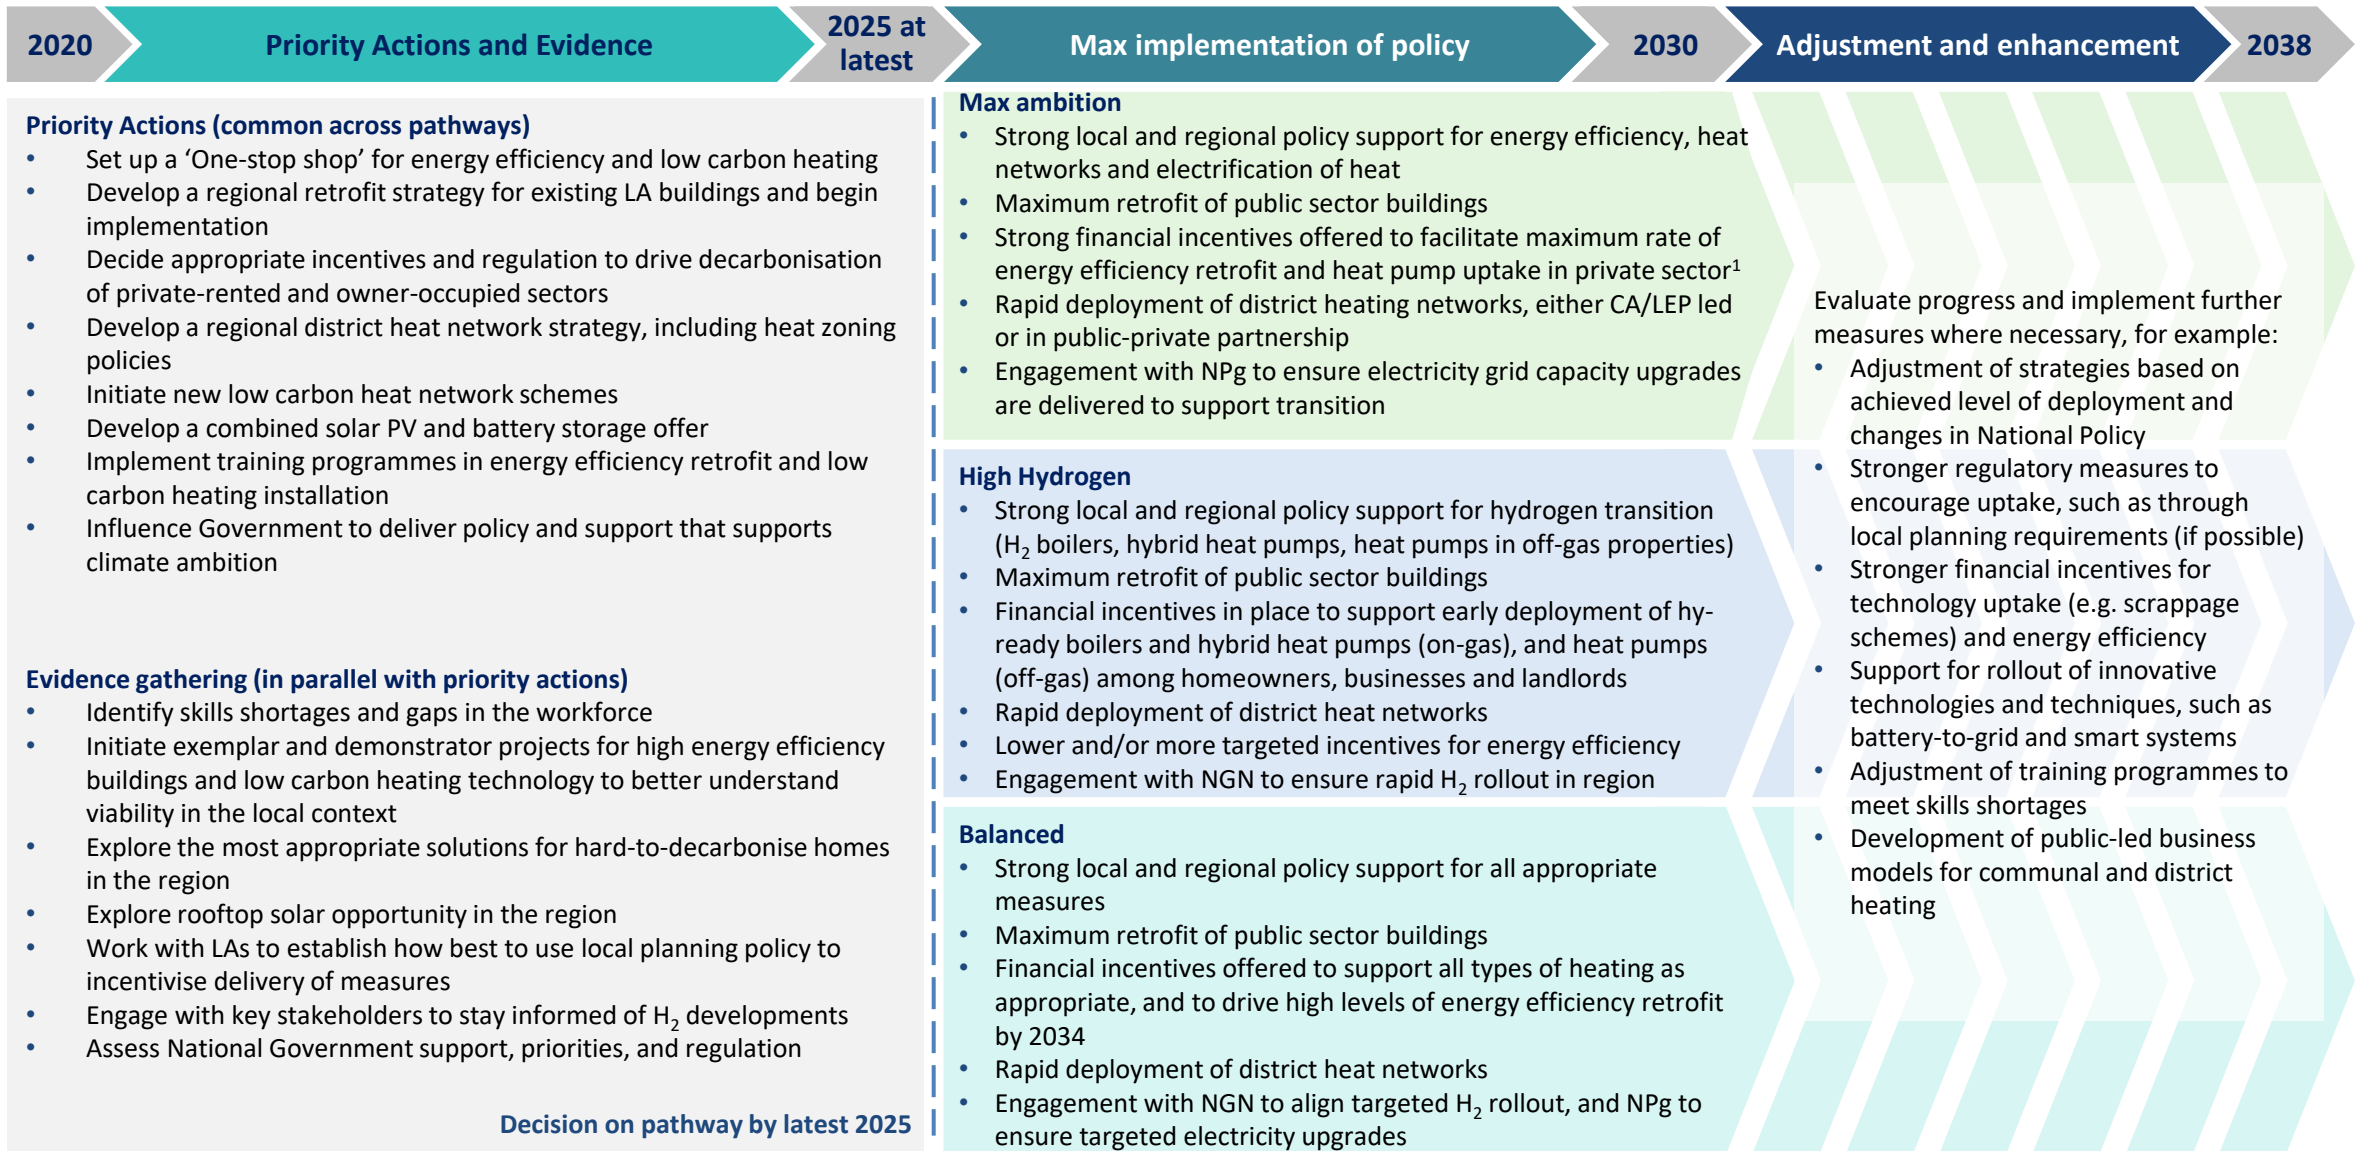 2020
Priority Actions and Evidence
2025 at
latest
Max implementation of policy
2030
Adjustment and enhancement
2038
Priority Actions (common across pathways)
• Set up a ‘One-stop shop’ for energy efficiency and low carbon heating
• Develop a regional retrofit strategy for existing LA buildings and begin
implementation
• Decide appropriate incentives and regulation to drive decarbonisation
of private-rented and owner-occupied sectors
• Develop a regional district heat network strategy, including heat zoning
policies
• Initiate new low carbon heat network schemes
• Develop a combined solar PV and battery storage offer
• Implement training programmes in energy efficiency retrofit and low
carbon heating installation
• Influence Government to deliver policy and support that supports
climate ambition
Evidence gathering (in parallel with priority actions)
• Identify skills shortages and gaps in the workforce
• Initiate exemplar and demonstrator projects for high energy efficiency
buildings and low carbon heating technology to better understand
viability in the local context
• Explore the most appropriate solutions for hard-to-decarbonise homes
in the region
• Explore rooftop solar opportunity in the region
• Work with LAs to establish how best to use local planning policy to
incentivise delivery of measures
• Engage with key stakeholders to stay informed of H₂ developments
• Assess National Government support, priorities, and regulation
Decision on pathway by latest 2025
Max ambition
• Strong local and regional policy support for energy efficiency, heat
networks and electrification of heat
• Maximum retrofit of public sector buildings
• Strong financial incentives offered to facilitate maximum rate of
energy efficiency retrofit and heat pump uptake in private sector¹
• Rapid deployment of district heating networks, either CA/LEP led
or in public-private partnership
• Engagement with NPg to ensure electricity grid capacity upgrades
are delivered to support transition
High Hydrogen
• Strong local and regional policy support for hydrogen transition
(H₂ boilers, hybrid heat pumps, heat pumps in off-gas properties)
• Maximum retrofit of public sector buildings
• Financial incentives in place to support early deployment of hy-
ready boilers and hybrid heat pumps (on-gas), and heat pumps
(off-gas) among homeowners, businesses and landlords
• Rapid deployment of district heat networks
• Lower and/or more targeted incentives for energy efficiency
• Engagement with NGN to ensure rapid H₂ rollout in region
Balanced
• Strong local and regional policy support for all appropriate
measures
• Maximum retrofit of public sector buildings
• Financial incentives offered to support all types of heating as
appropriate, and to drive high levels of energy efficiency retrofit
by 2034
• Rapid deployment of district heat networks
• Engagement with NGN to align targeted H₂ rollout, and NPg to
ensure targeted electricity upgrades
Evaluate progress and implement further
measures where necessary, for example:
• Adjustment of strategies based on
achieved level of deployment and
changes in National Policy
• Stronger regulatory measures to
encourage uptake, such as through
local planning requirements (if possible)
• Stronger financial incentives for
technology uptake (e.g. scrappage
schemes) and energy efficiency
• Support for rollout of innovative
technologies and techniques, such as
battery-to-grid and smart systems
• Adjustment of training programmes to
meet skills shortages
• Development of public-led business
models for communal and district
heating